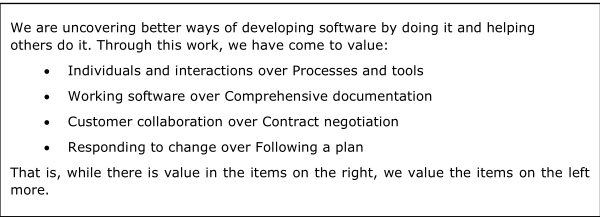 We are uncovering better ways of developing software by doing it and helping
others do it. Through this work, we have come to value:
• Individuals and interactions over Processes and tools
• Working software over Comprehensive documentation
• Customer collaboration over Contract negotiation
• Responding to change over Following a plan
That is, while there is value in the items on the right, we value the items on the left
more.